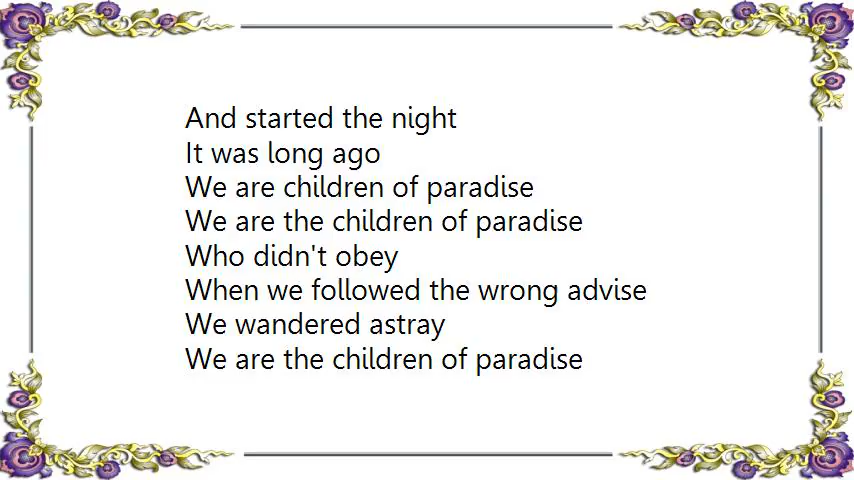 And started the night
It was long ago
We are children of paradise
We are the children of paradise
Who didn't obey
When we followed the wrong advise
We wandered astray
We are the children of paradise